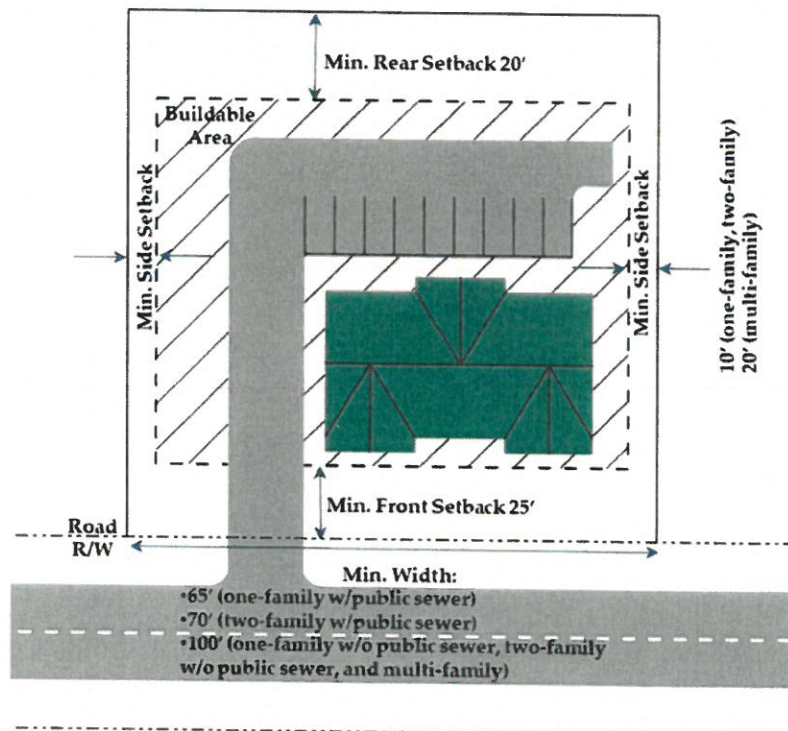 Min. Rear Setback 20'
Buildable
Area
Min. Side Setback
Min. Side Setback
10' (one-family, two-family)
20' (multi-family)
Min. Front Setback 25'
Road
R/W
Min. Width:
•65' (one-family w/public sewer)
•70' (two-family w/public sewer)
•100' (one-family w/o public sewer, two-family
w/o public sewer, and multi-family)